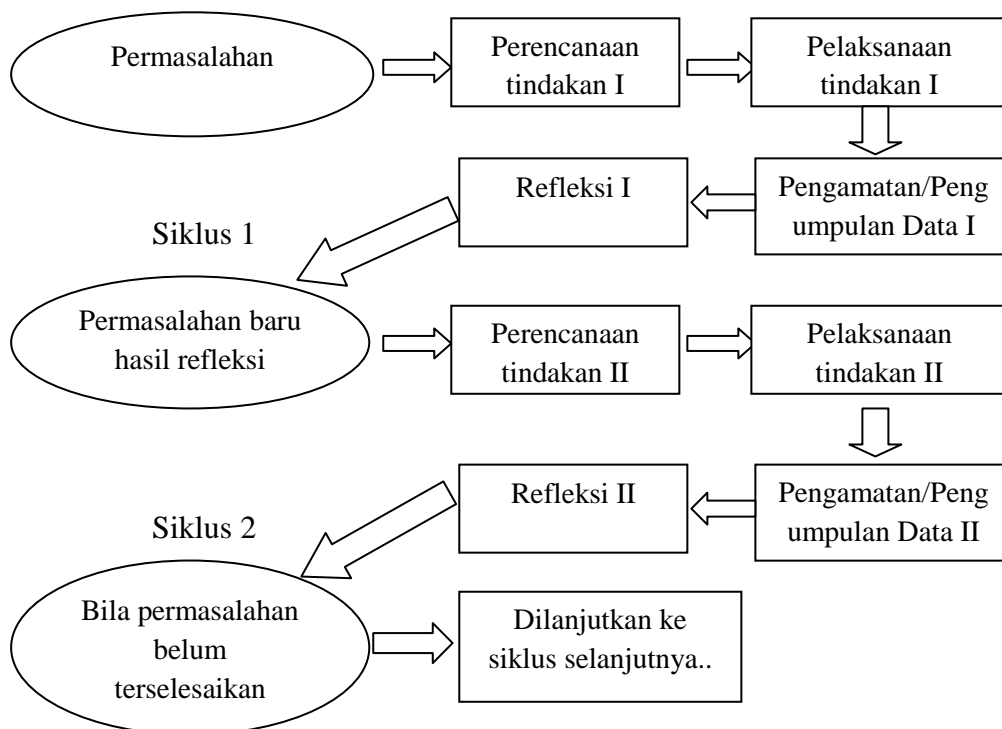 Permasalahan
Perencanaan
tindakan I
Pelaksanaan
tindakan I
Pengamatan/Peng
umpulan Data I
Refleksi I
Siklus 1
Permasalahan baru
hasil refleksi
Perencanaan
tindakan II
Pelaksanaan
tindakan II
Pengamatan/Peng
umpulan Data II
Refleksi II
Siklus 2
Bila permasalahan
belum
terselesaikan
Dilanjutkan ke
siklus selanjutnya..